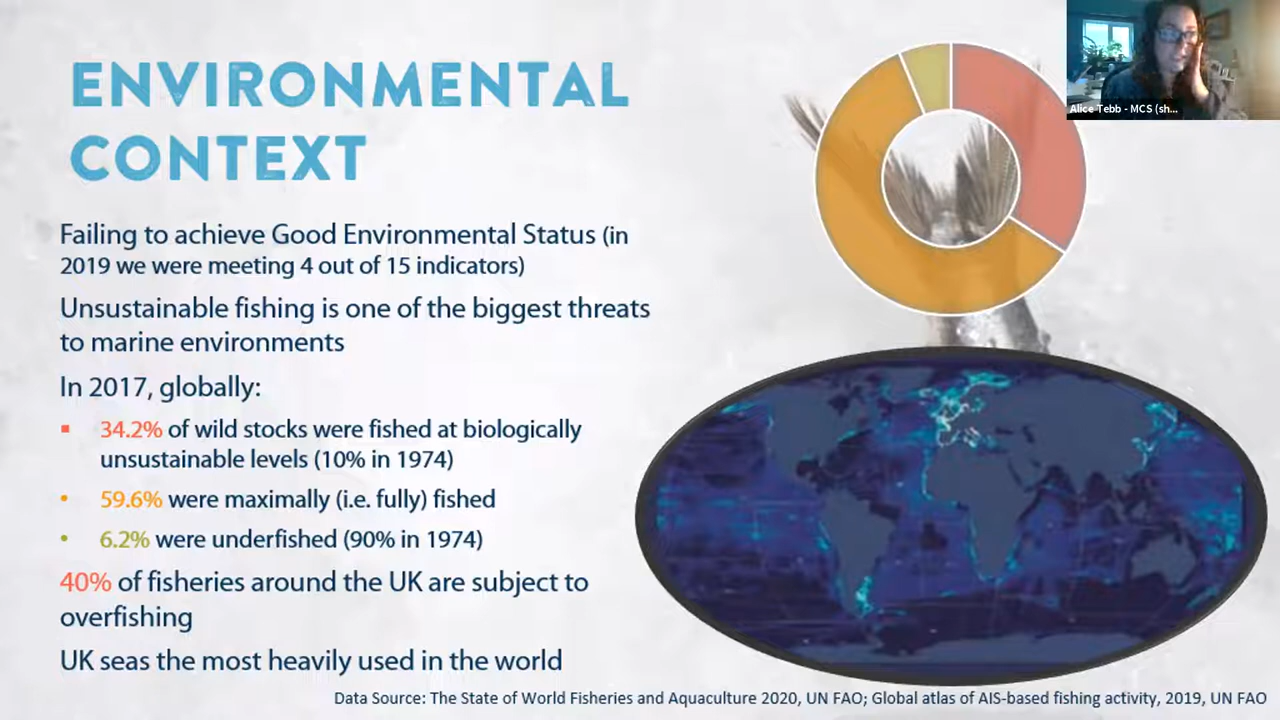 ENVIRONMENTAL
CONTEXT
Alice Tebb - MCS (sh...
Failing to achieve Good Environmental Status (in
2019 we were meeting 4 out of 15 indicators)
Unsustainable fishing is one of the biggest threats
to marine environments
In 2017, globally:
▪ 34.2% of wild stocks were fished at biologically
unsustainable levels (10% in 1974)
• 59.6% were maximally (i.e. fully) fished
• 6.2% were underfished (90% in 1974)
40% of fisheries around the UK are subject to
overfishing
UK seas the most heavily used in the world
Data Source: The State of World Fisheries and Aquaculture 2020, UN FAO; Global atlas of AIS-based fishing activity, 2019, UN FAO